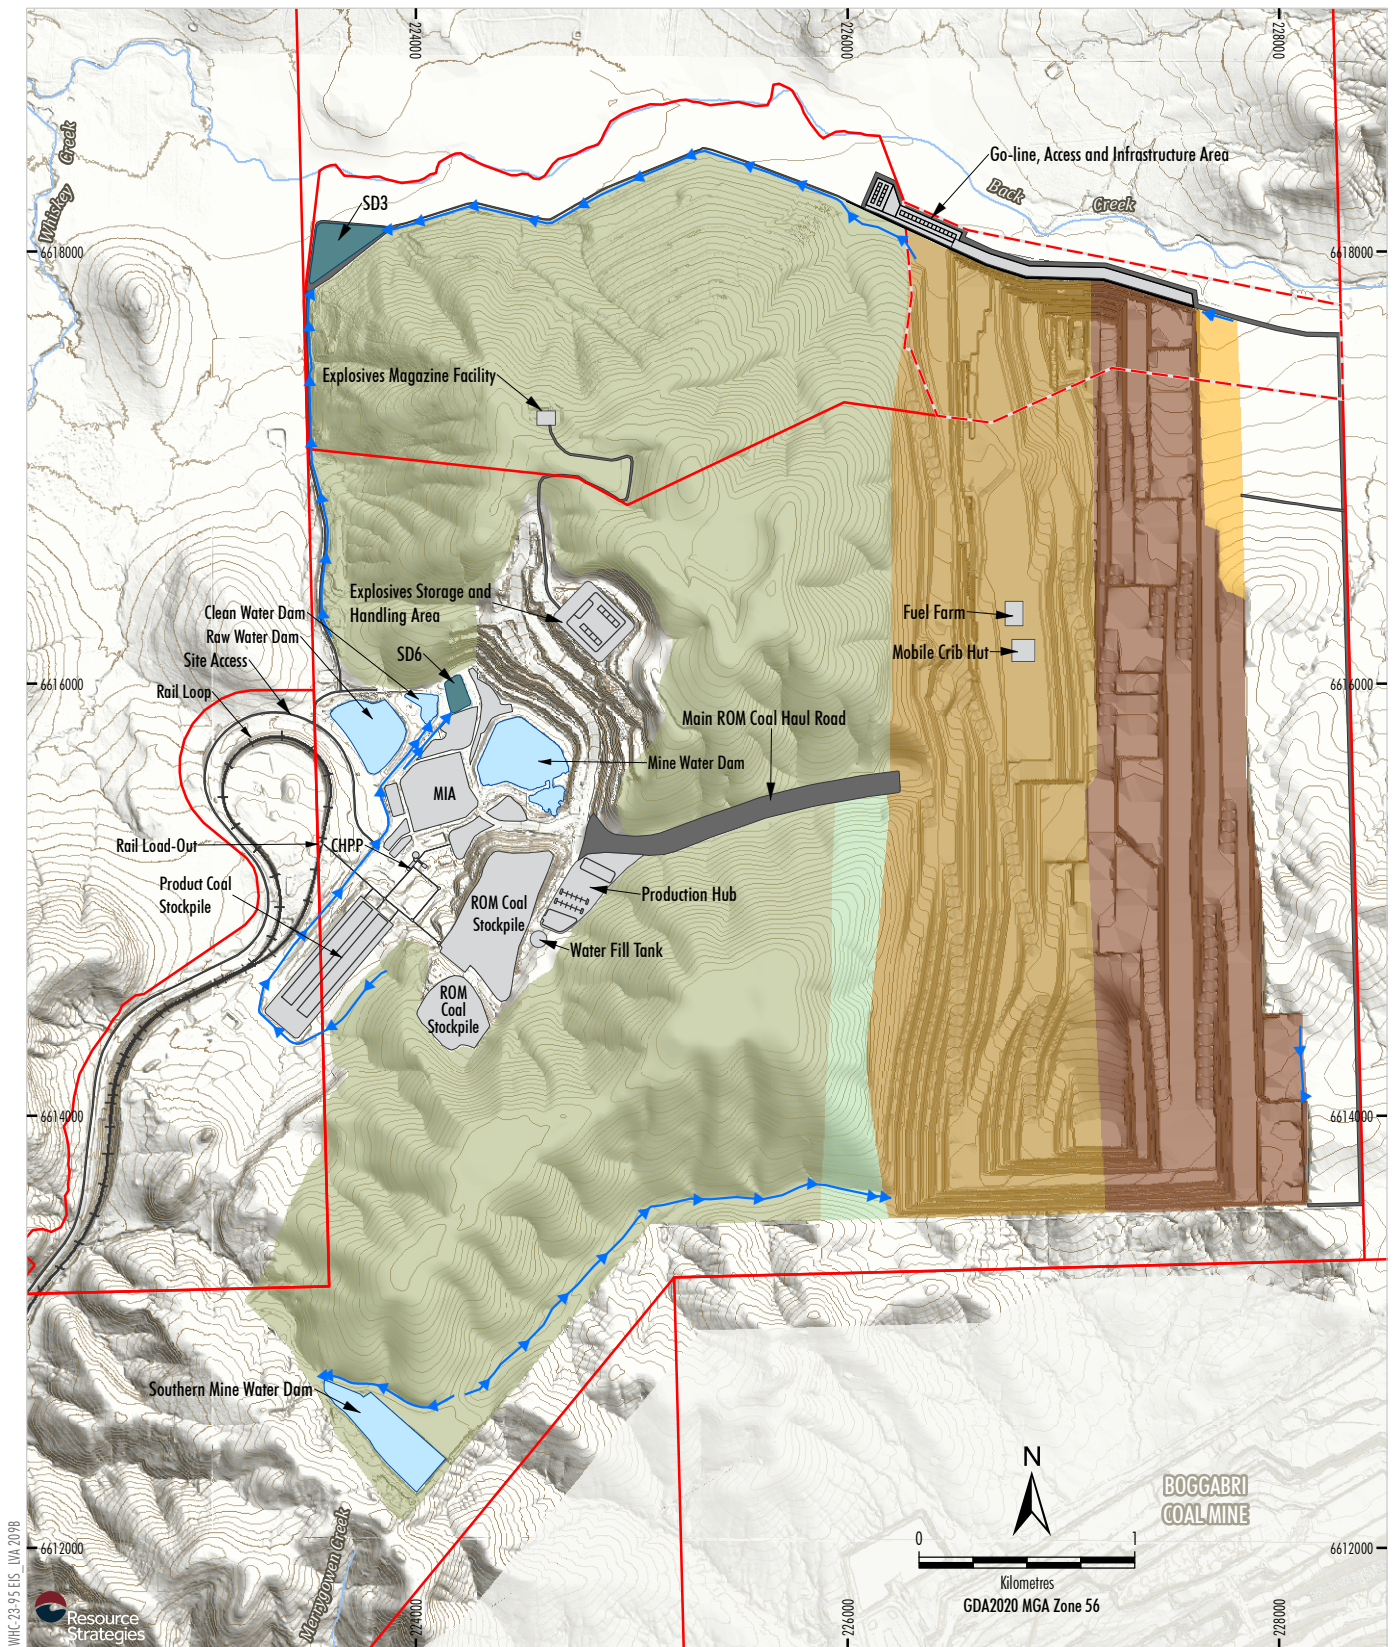 224000
226000
228000
Whiskey
Creek
Go-line, Access and Infrastructure Area
Back
Creek
SD3
6618000
6618000
Explosives Magazine Facility
Explosives Storage and
Handling Area
Clean Water Dam
Raw Water Dam
Site Access
Rail Loop
SD6
Fuel Farm
Mobile Crib Hut
6616000
6616000
Main ROM Coal Haul Road
Mine Water Dam
MIA
Rail Load-Out
CHPP
Product Coal
Stockpile
ROM Coal
Stockpile
Production Hub
Water Fill Tank
ROM
Coal
Stockpile
6614000
6614000
Southern Mine Water Dam
N
BOGGABRI
COAL MINE
0
1
Kilometres
GDA2020 MGA Zone 56
6612000
6612000
Merrygowen Creek
WHC-23-95 EIS_LVA 209B
Resource
Strategies
224000
226000
228000